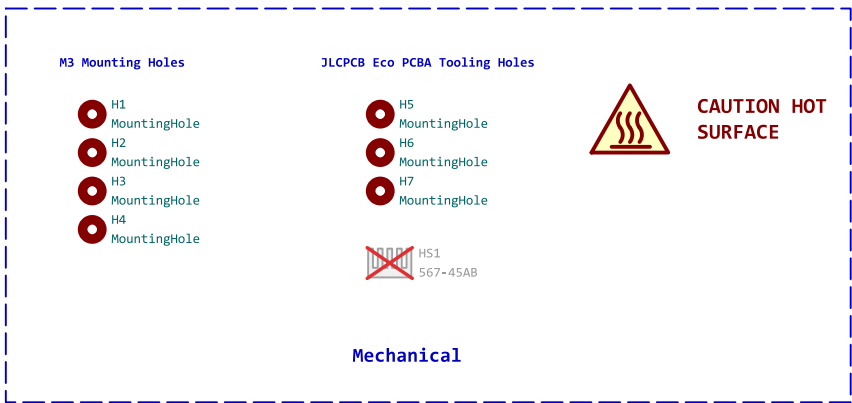 M3 Mounting Holes
H1
MountingHole
H2
MountingHole
H3
MountingHole
H4
MountingHole
JLCPCB Eco PCBA Tooling Holes
H5
MountingHole
H6
MountingHole
H7
MountingHole
HS1
567-45AB
CAUTION HOT
SURFACE
Mechanical